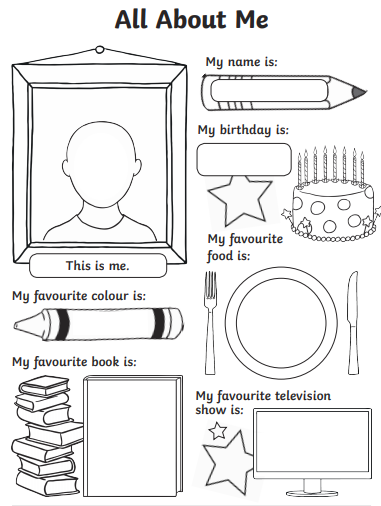 All About Me
My name is:
My birthday is:
This is me.
My favourite
food is:
My favourite colour is:
My favourite book is:
My favourite television
show is: